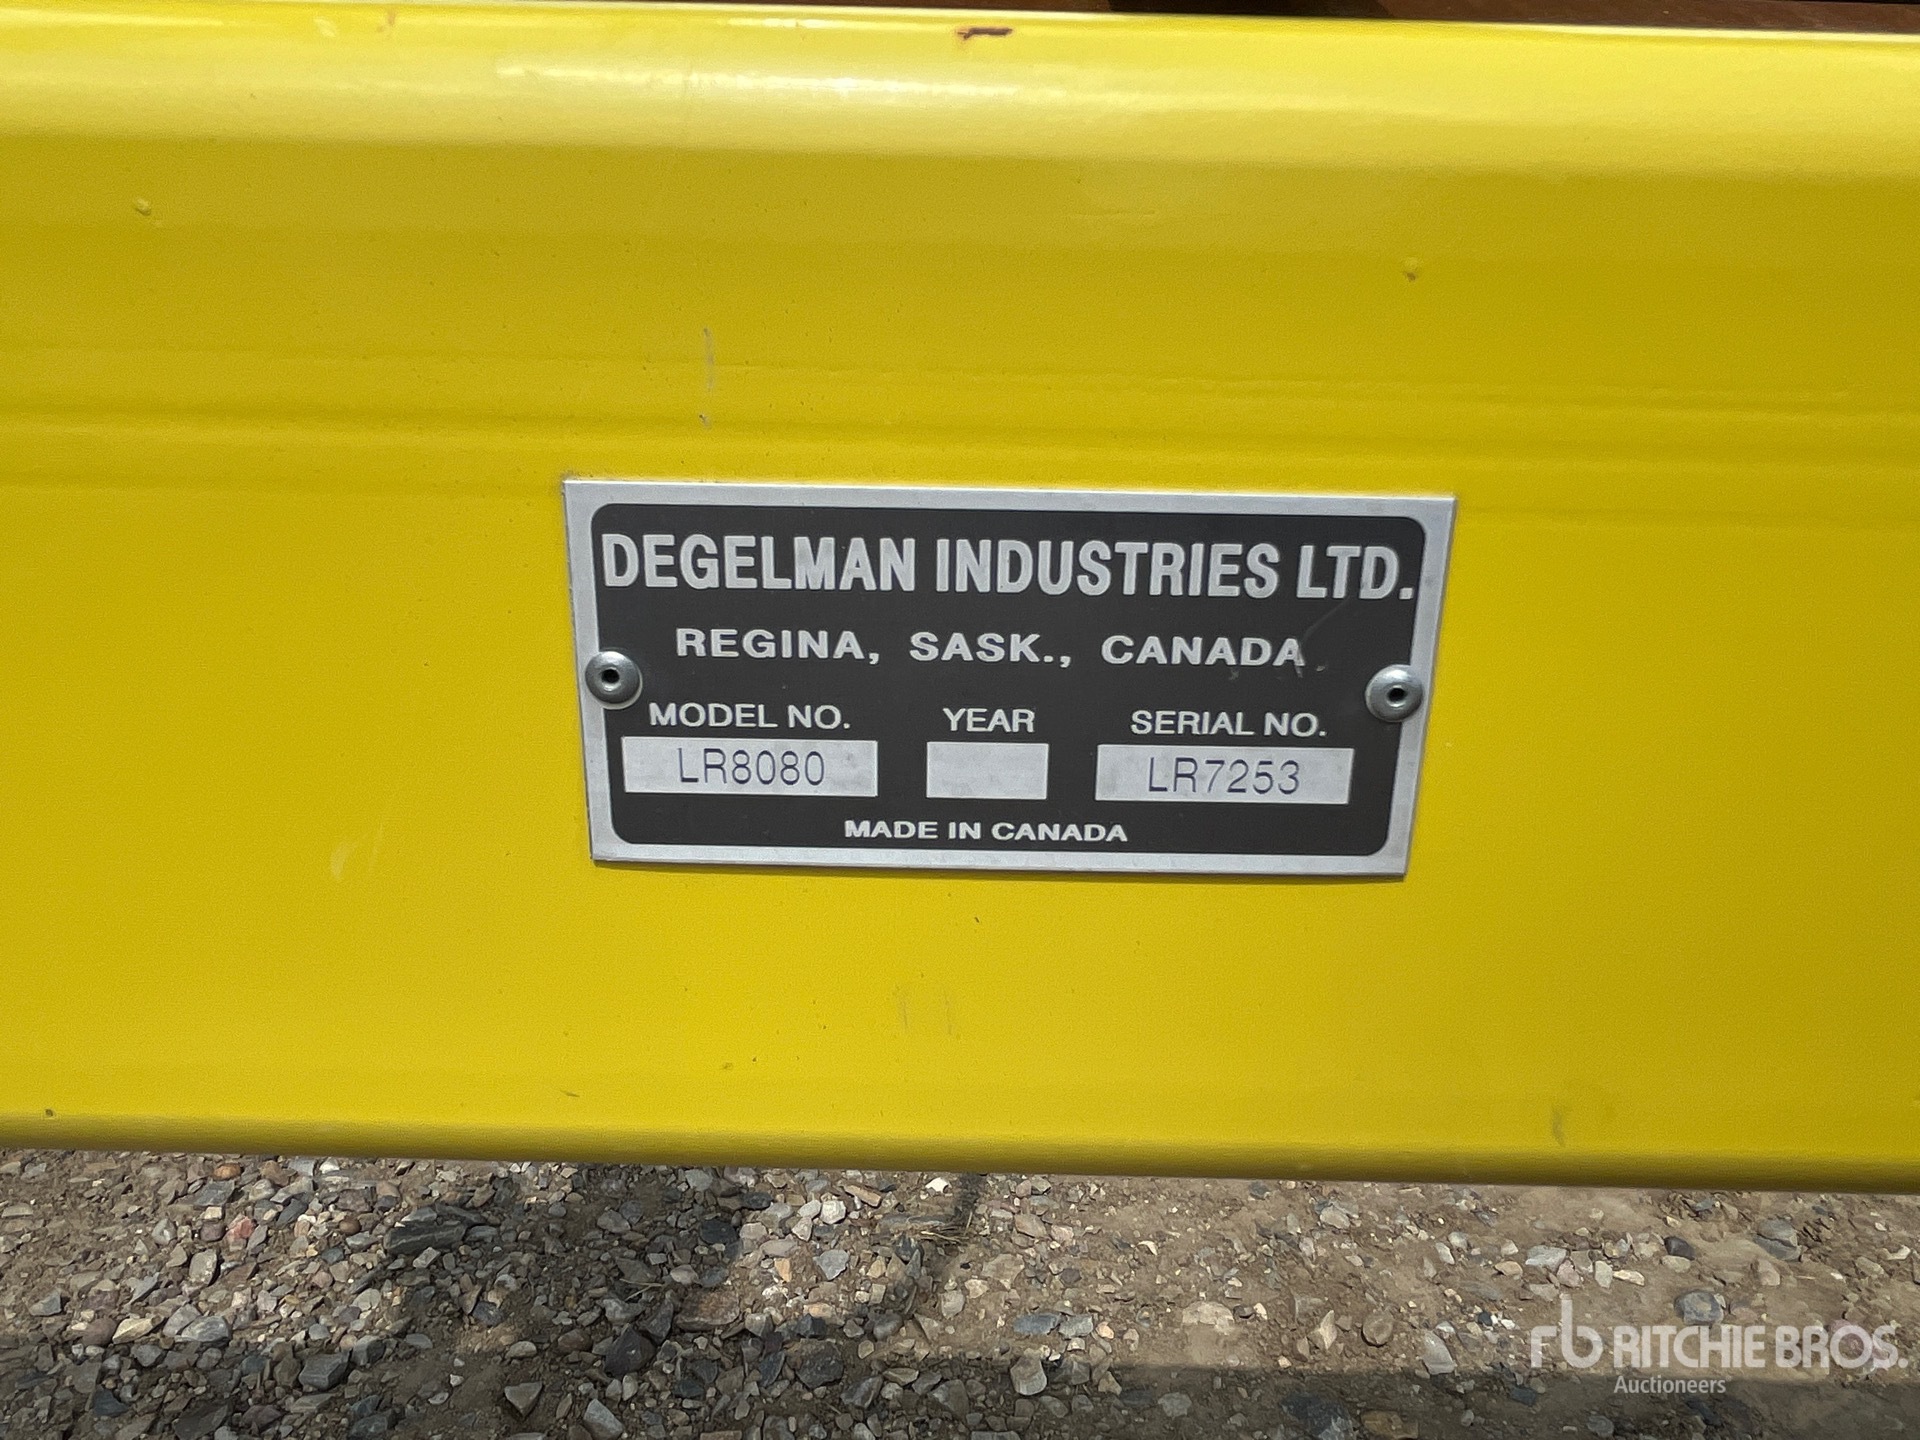 DEGELMAN INDUSTRIES LTD.
REGINA, SASK., CANADA
MODEL NO. YEAR SERIAL NO.
LR8080 LR7253
MADE IN CANADA
rb RITCHIE BROS.
Auctioneers